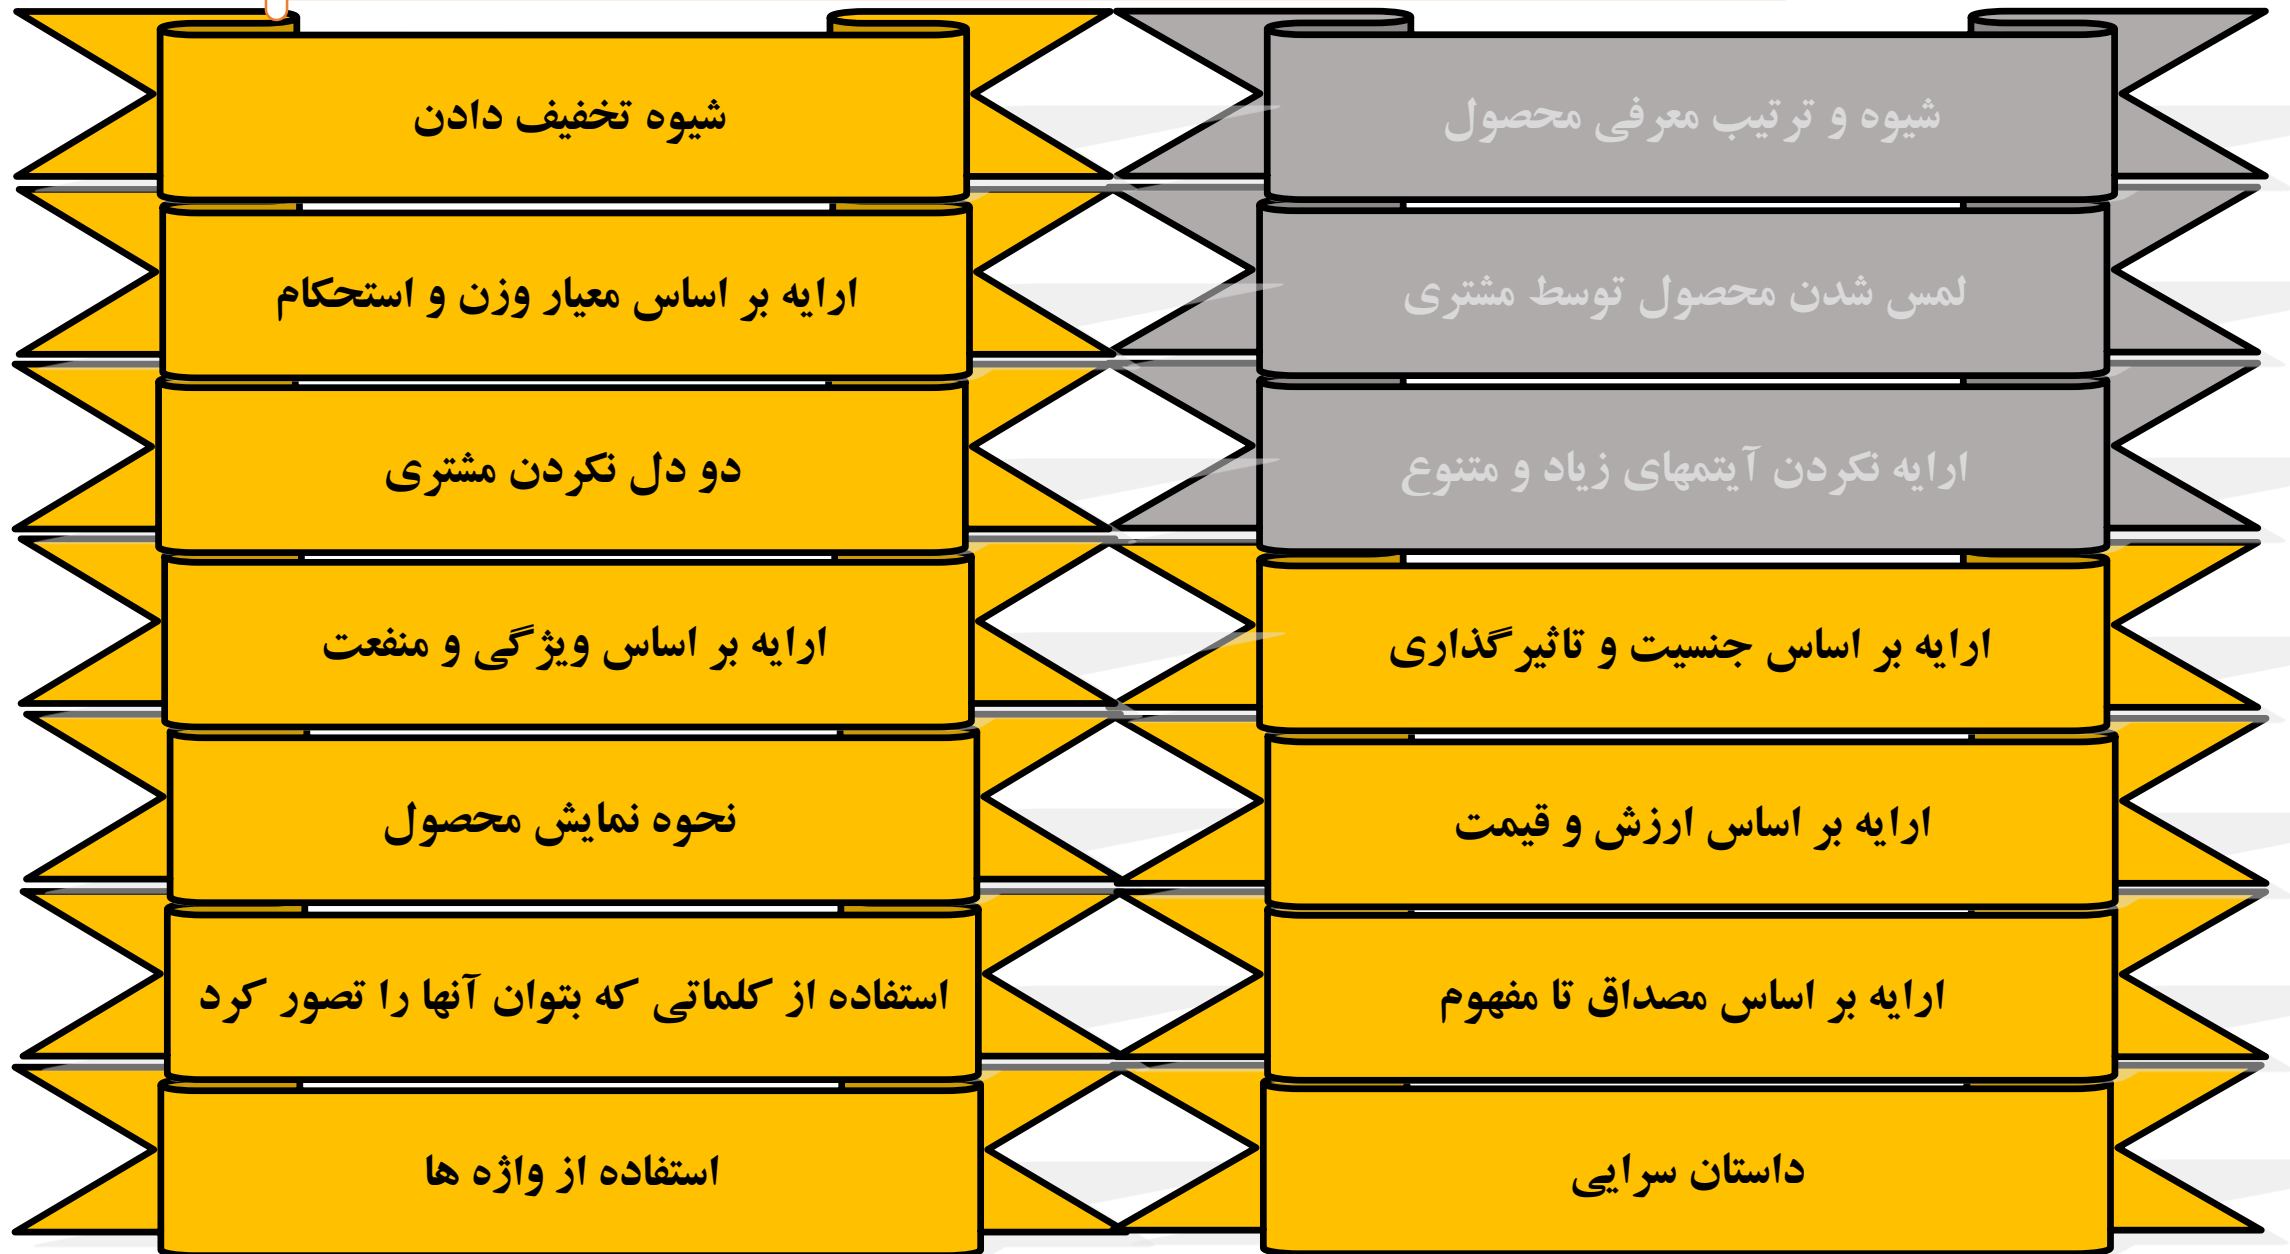 شیوه و ترتیب معرفی محصول
لمس شدن محصول توسط مشتری
ارایه نکردن آیتمهای زیاد و متنوع
ارایه بر اساس جنسیت و تاثیرگذاری
ارایه بر اساس ارزش و قیمت
ارایه بر اساس مصداق تا مفهوم
داستان سرایی
شیوه تخفیف دادن
ارایه بر اساس معیار وزن و استحکام
دو دل نکردن مشتری
ارایه بر اساس ویژگی و منفعت
نحوه نمایش محصول
استفاده از کلماتی که بتوان آنها را تصور کرد
استفاده از واژه ها